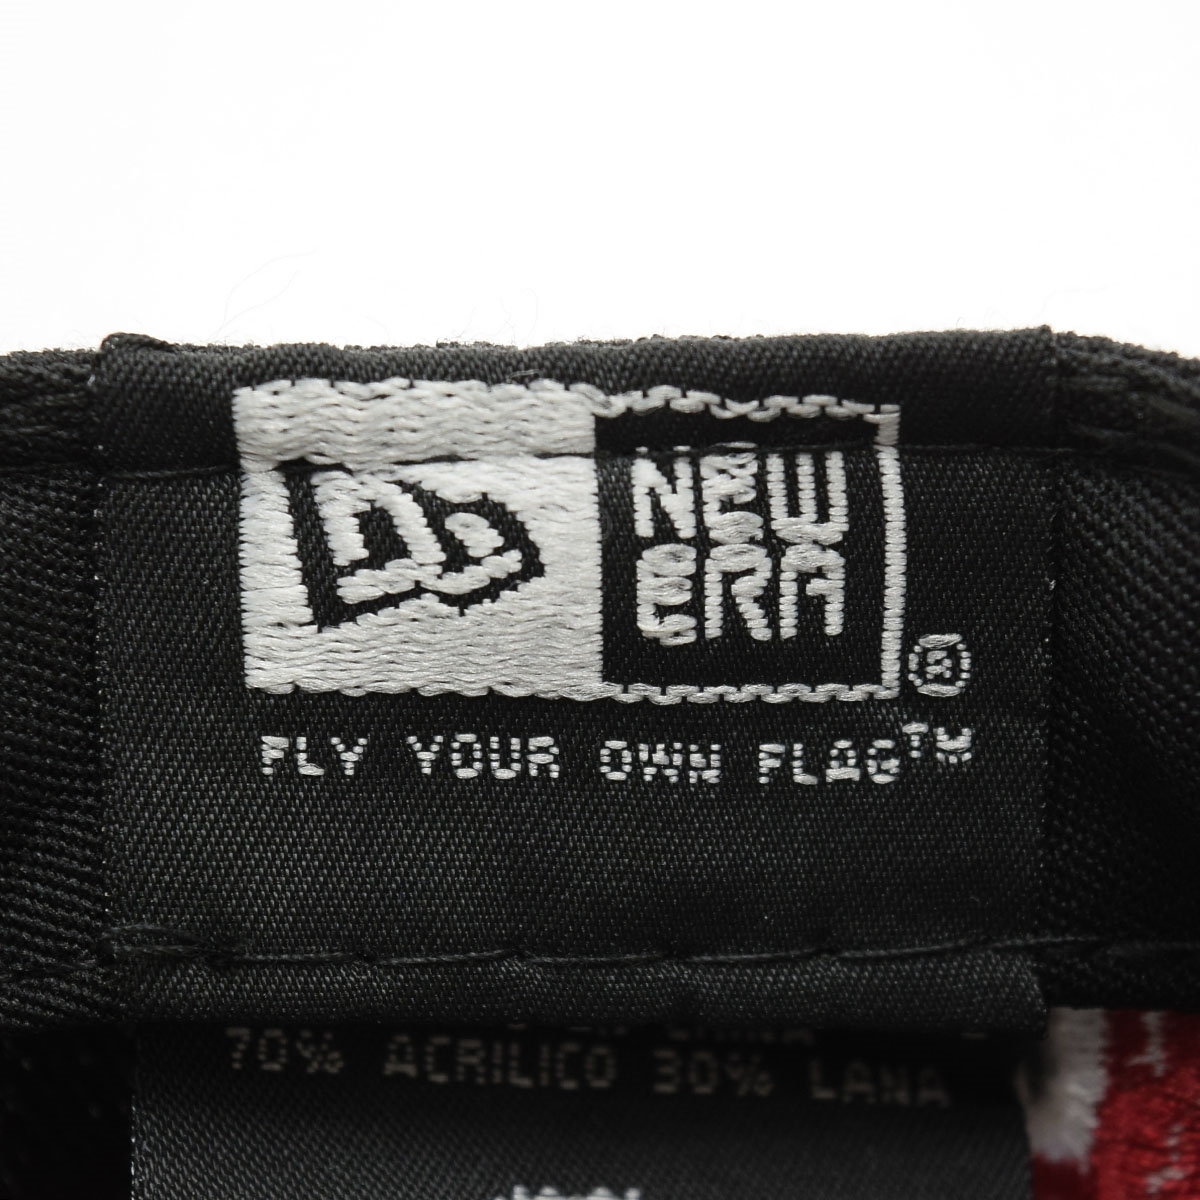 NEW
ERA®
FLY YOUR OWN FLAG™
70% ACRILICO 30% LANA